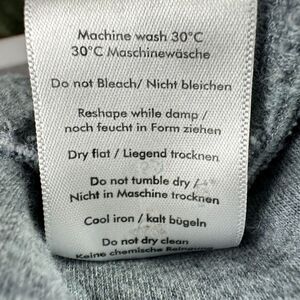 Machine wash 30°C
30°C Maschinewäsche
Do not Bleach/ Nicht bleichen
Reshape while damp /
noch feucht in Form ziehen
Dry flat / Liegend trocknen
Do not tumble dry /
Nicht in Maschine trocknen
Cool iron / kalt bügeln
Do not dry clean
Keine chemische Reinigung